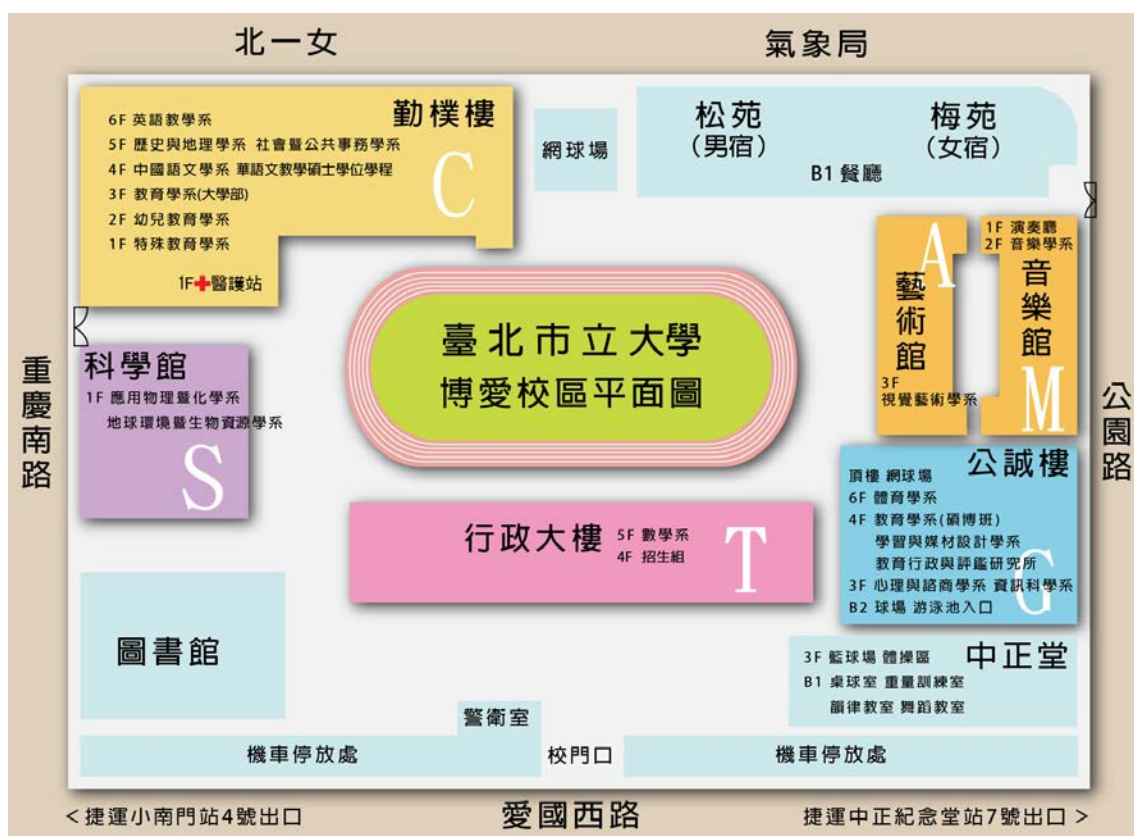 北一女
氣象局
勤樸樓
6F 英語教學系
5F 歷史與地理學系 社會暨公共事務學系
4F 中國語文學系 華語文教學碩士學位學程
3F 教育學系(大學部)
2F 幼兒教育學系
1F 特殊教育學系
1F 醫護站
C
網球場
松苑
(男宿)
梅苑
(女宿)
B1 餐廳
A
藝術館
3F
視覺藝術學系
1F 演奏廳
2F 音樂學系
音樂館
M
臺北市立大學
博愛校區平面圖
重慶南路
科學館
1F 應用物理暨化學系
地球環境暨生物資源學系
S
公園路
公誠樓
頂樓 網球場
6F 體育學系
4F 教育學系(碩博班)
學習與媒材設計學系
教育行政與評鑑研究所
3F 心理與諮商學系 資訊科學系
B2 球場 游泳池入口
G
行政大樓
5F 數學系
4F 招生組
T
圖書館
中正堂
3F 籃球場 體操區
B1 桌球室 重量訓練室
韻律教室 舞蹈教室
警衛室
機車停放處
校門口
機車停放處
<捷運小南門站4號出口
愛國西路
捷運中正紀念堂站7號出口 >